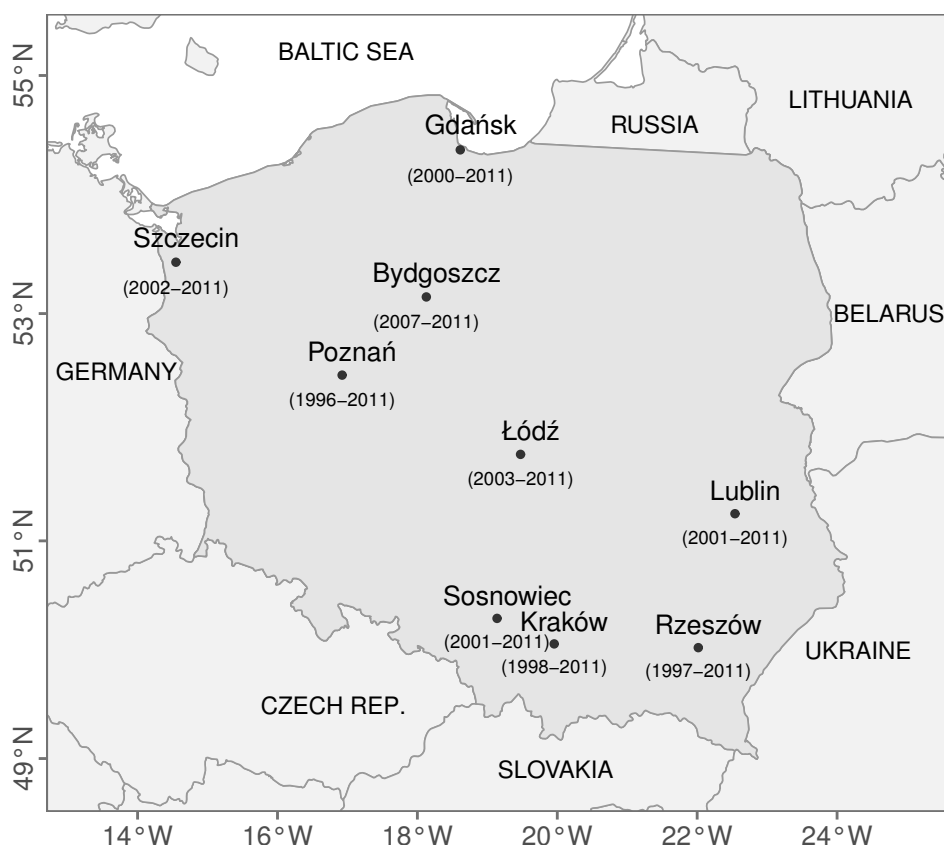 BALTIC SEA
55°N
LITHUANIA
RUSSIA
Gdańsk
(2000−2011)
Szczecin
(2002−2011)
Bydgoszcz
(2007−2011)
53°N
BELARUS
Poznań
(1996−2011)
GERMANY
Łódź
(2003−2011)
Lublin
(2001−2011)
51°N
Sosnowiec
(2001−2011)
Kraków
(1998−2011)
Rzeszów
(1997−2011)
UKRAINE
CZECH REP.
49°N
SLOVAKIA
14°W 16°W 18°W 20°W 22°W 24°W